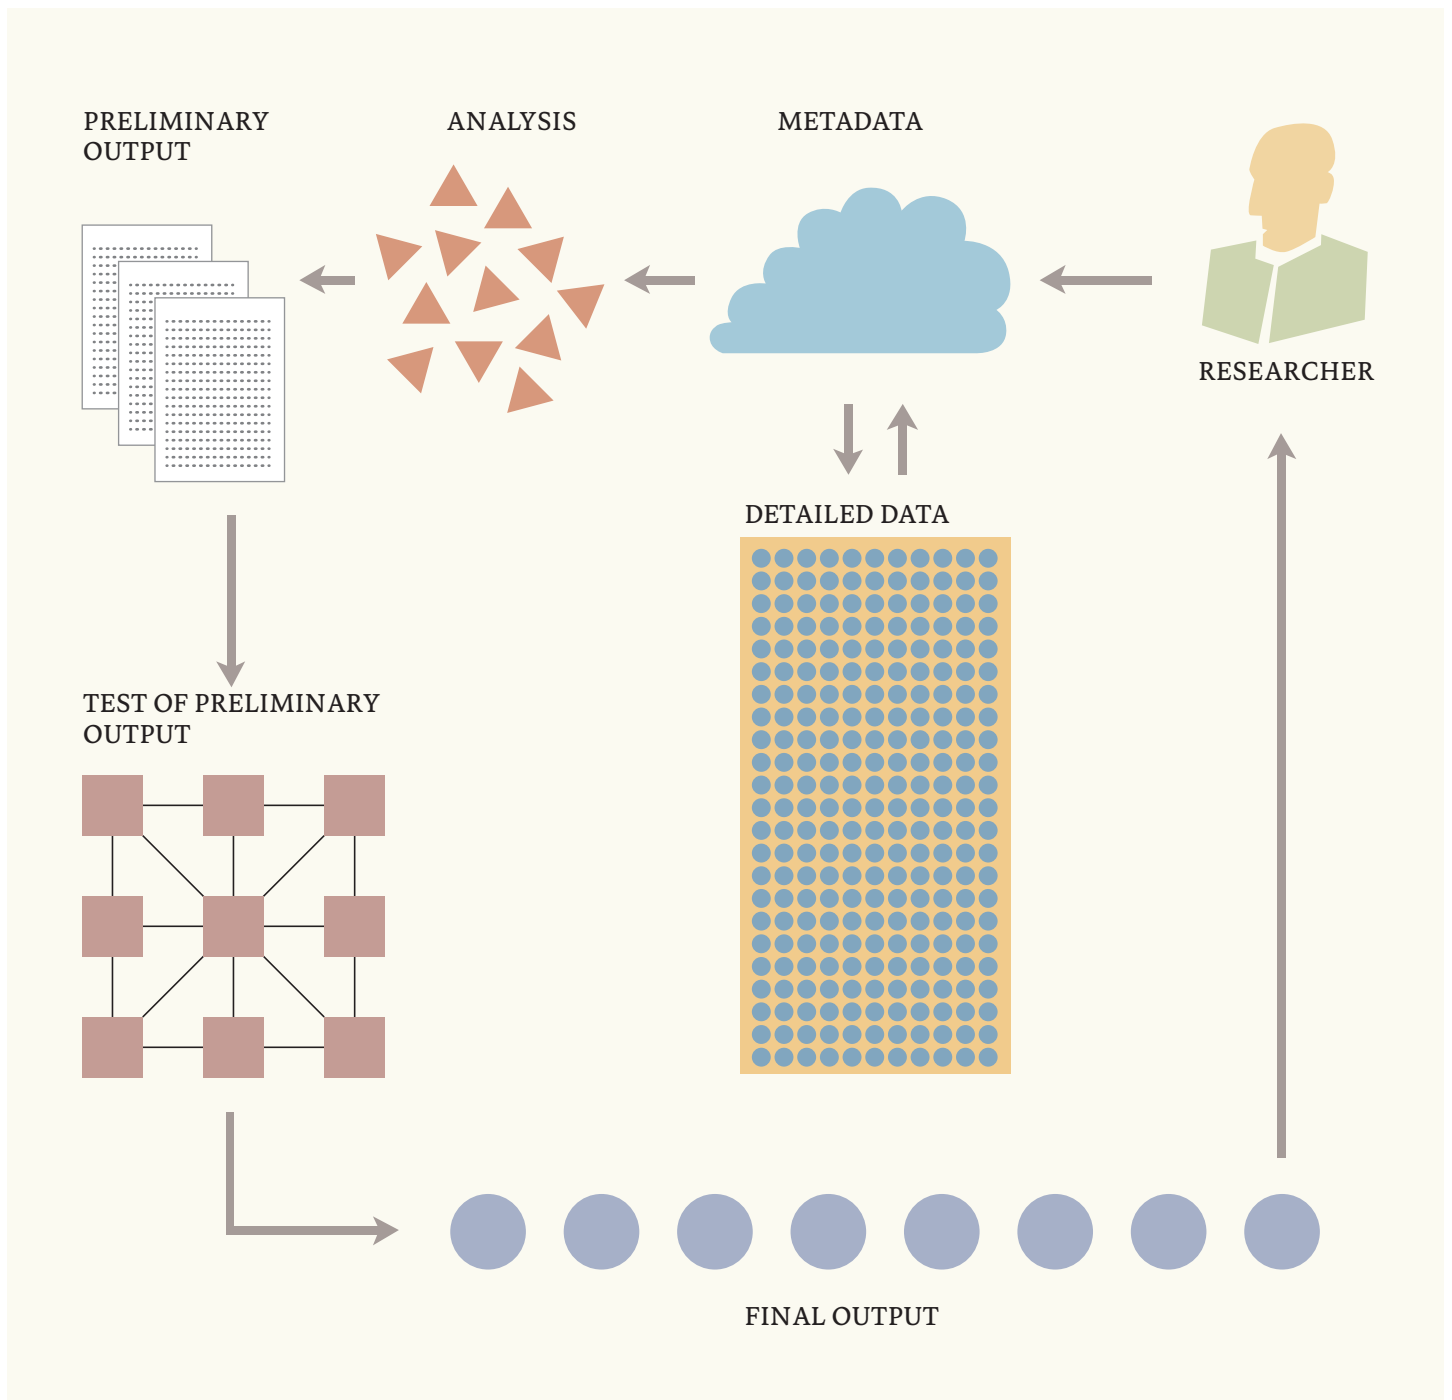 PRELIMINARY
OUTPUT
ANALYSIS
METADATA
RESEARCHER
DETAILED DATA
TEST OF PRELIMINARY
OUTPUT
FINAL OUTPUT